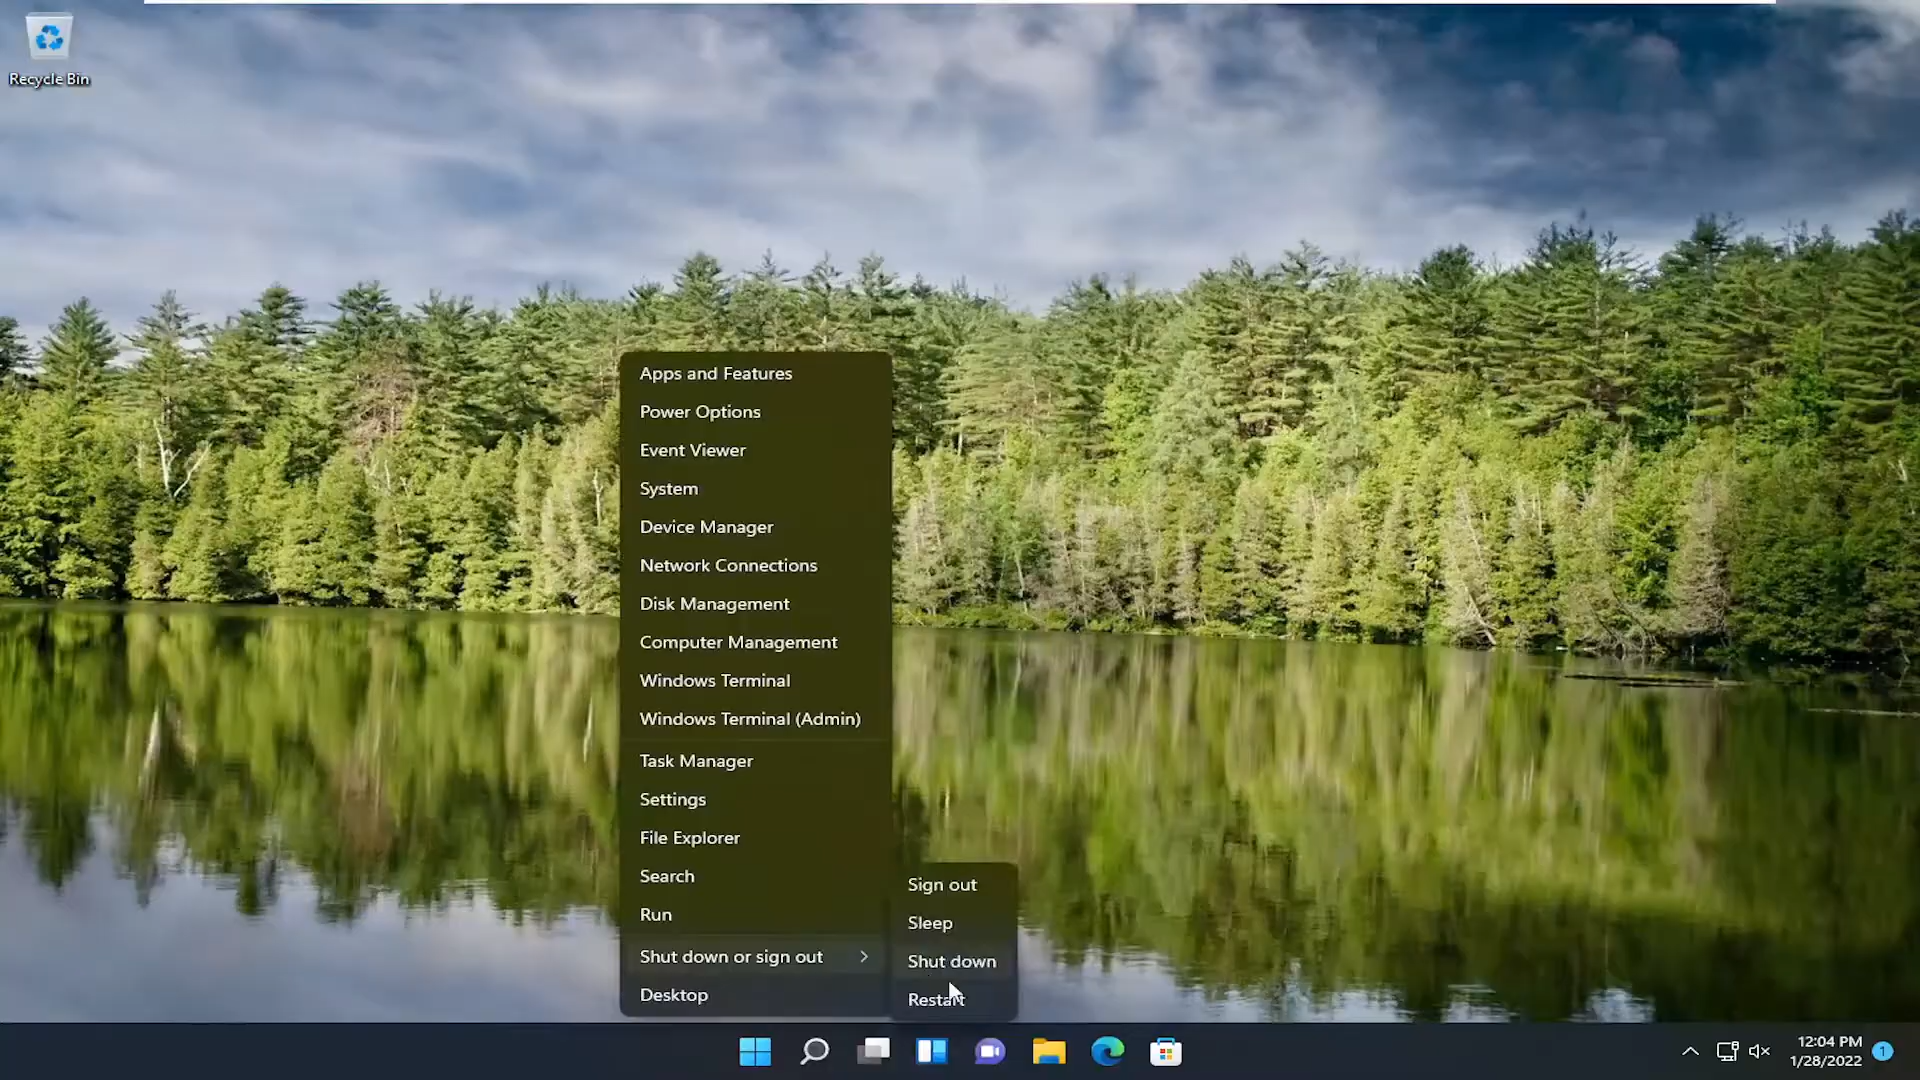 Recycle Bin
Apps and Features
Power Options
Event Viewer
System
Device Manager
Network Connections
Disk Management
Computer Management
Windows Terminal
Windows Terminal (Admin)
Task Manager
Settings
File Explorer
Search
Run
Shut down or sign out
Desktop
Sign out
Sleep
Shut down
Restart
12:04 PM
1/28/2022
1